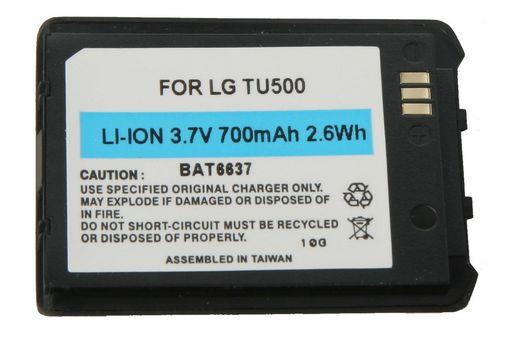 FOR LG TU500
LI-ION 3.7V 700mAh 2.6Wh
BAT6637
CAUTION :
USE SPECIFIED ORIGINAL CHARGER ONLY.
MAY EXPLODE IF DAMAGED OR DISPOSED OF
IN FIRE.
DO NOT SHORT-CIRCUIT MUST BE RECYCLED
OR DISPOSED OF PROPERLY.
10G
ASSEMBLED IN TAIWAN